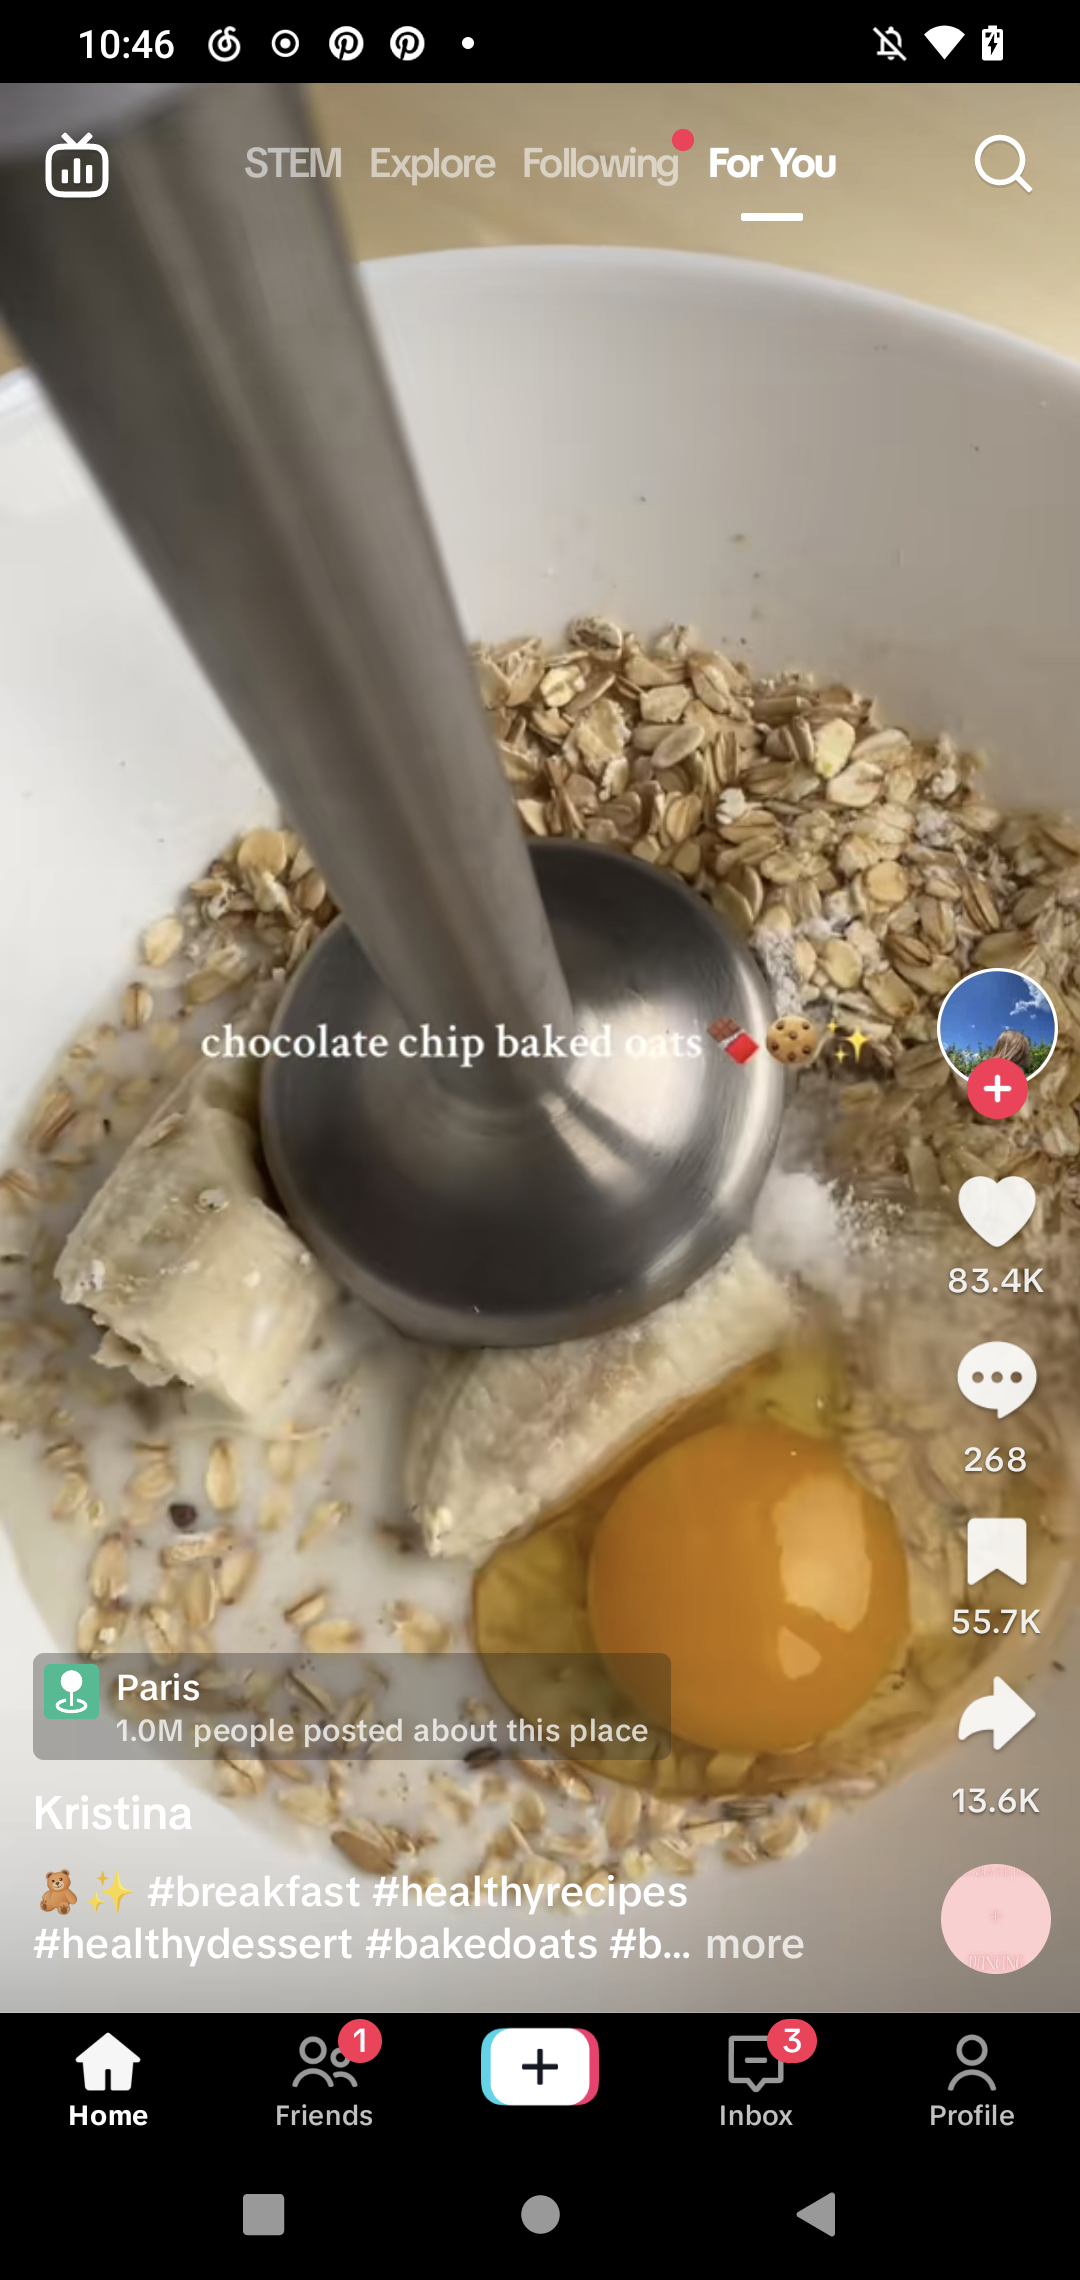 10:46
STEM Explore Following For You
chocolate chip baked oats 🍫🍪✨
83.4K
268
55.7K
Paris
1.0M people posted about this place
13.6K
Kristina
🧸✨ #breakfast #healthyrecipes
#healthydessert #bakedoats #b... more
1
3
Home Friends Inbox Profile